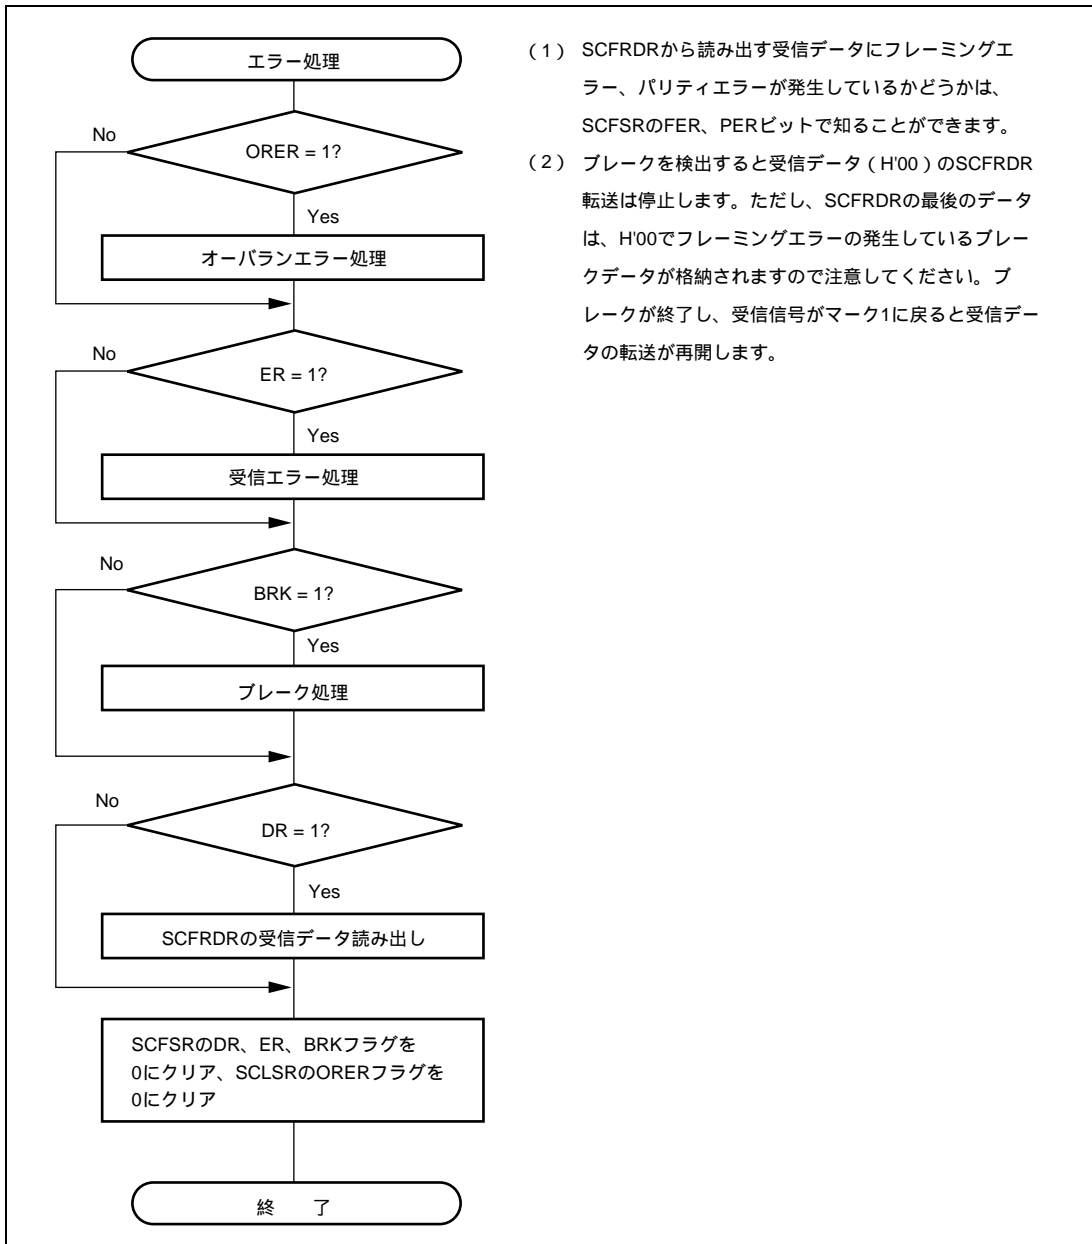 エラー処理
No
ORER = 1?
Yes
オーバランエラー処理
No
ER = 1?
Yes
受信エラー処理
No
BRK = 1?
Yes
ブレーク処理
No
DR = 1?
Yes
SCFRDRの受信データ読み出し
SCFSRのDR、ER、BRKフラグを
0にクリア、SCLSRのORERフラグを
0にクリア
終 了
(1) SCFRDRから読み出す受信データにフレーミングエ
ラー、パリティエラーが発生しているかどうかは、
SCFSRのFER、PERビットで知ることができます。
(2) ブレークを検出すると受信データ(H'00)のSCFRDR
転送は停止します。ただし、SCFRDRの最後のデータ
は、H'00でフレーミングエラーの発生しているブレー
クデータが格納されますので注意してください。ブ
レークが終了し、受信信号がマーク1に戻ると受信デー
タの転送が再開します。